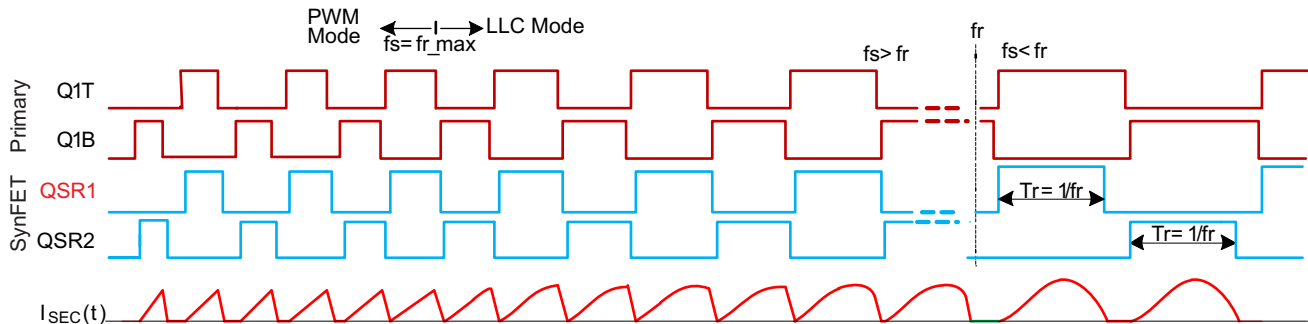 PWM Mode
LLC Mode
fs=fr_max
fs>fr
fr
fs<fr
Primary
Q1T
Q1B
SynFET
QSR1
QSR2
Tr=1/fr
Tr=1/fr
ISEC(t)